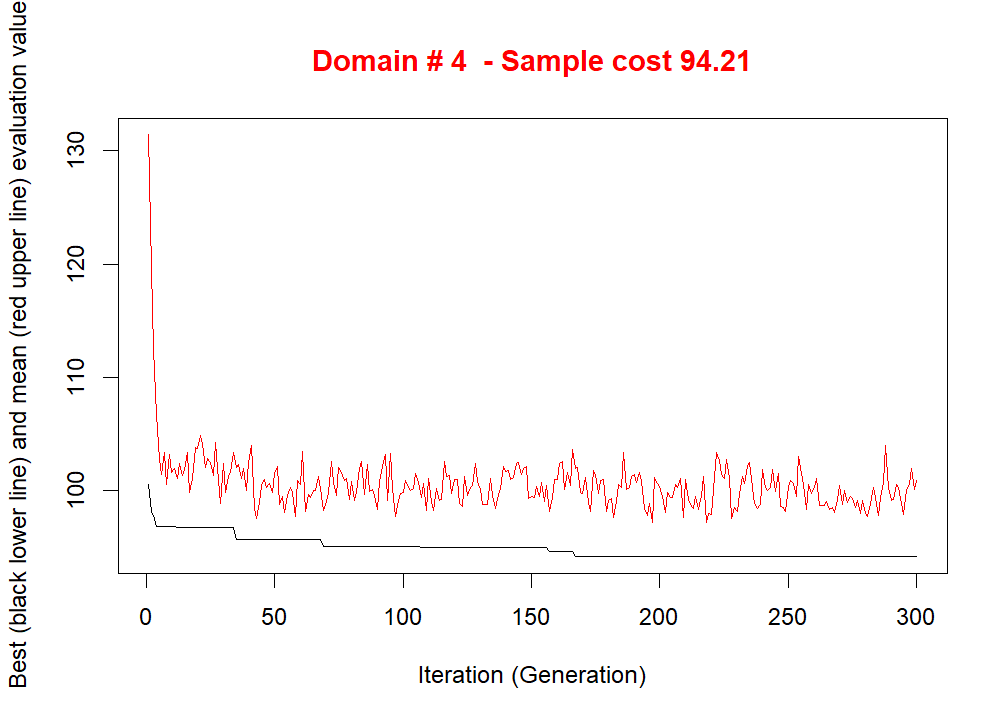 Domain # 4  - Sample cost 94.21
Best (black lower line) and mean (red upper line) evaluation value
130
120
110
100
0 50 100 150 200 250 300
Iteration (Generation)